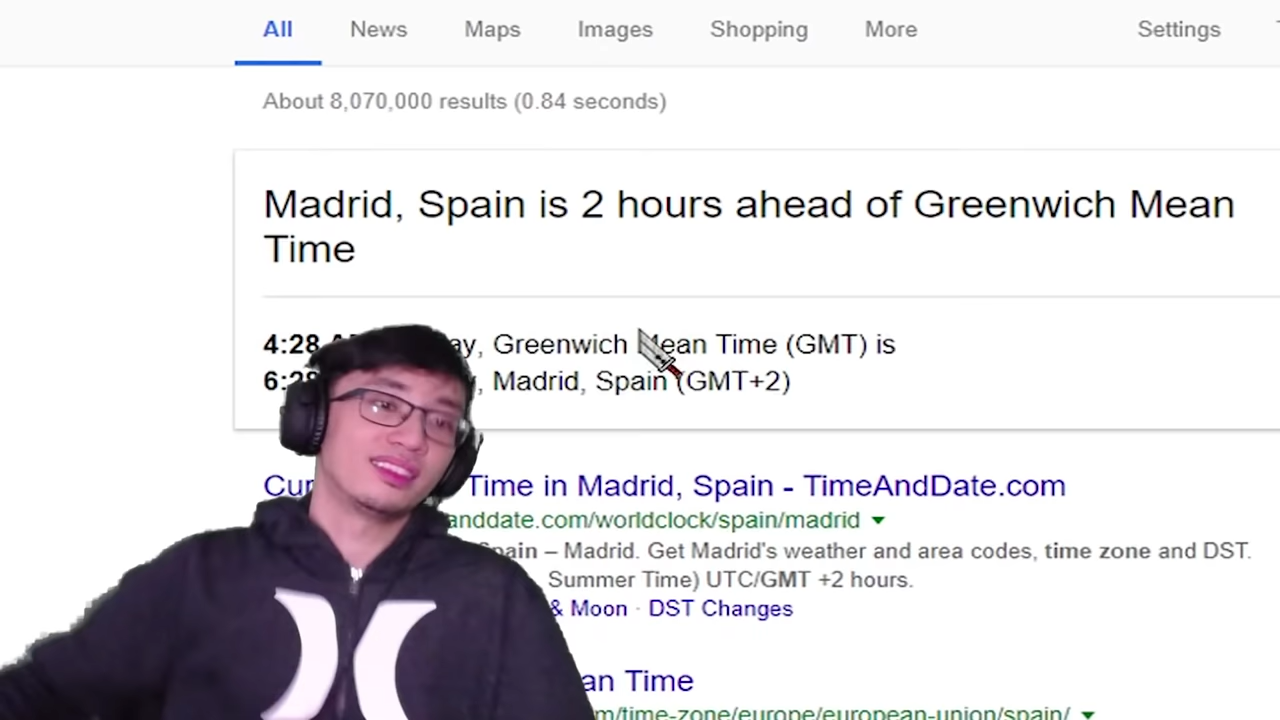 All News Maps Images Shopping More Settings
About 8,070,000 results (0.84 seconds)
Madrid, Spain is 2 hours ahead of Greenwich Mean
Time
4:28 Greenwich Mean Time (GMT) is
Madrid, Spain (GMT+2)
Time in Madrid, Spain - TimeAndDate.com
anddate.com/worldclock/spain/madrid
Spain – Madrid. Get Madrid's weather and area codes, time zone and DST.
Summer Time) UTC/GMT +2 hours.
& Moon · DST Changes
an Time
m/time-zone/europe/european-union/spain/